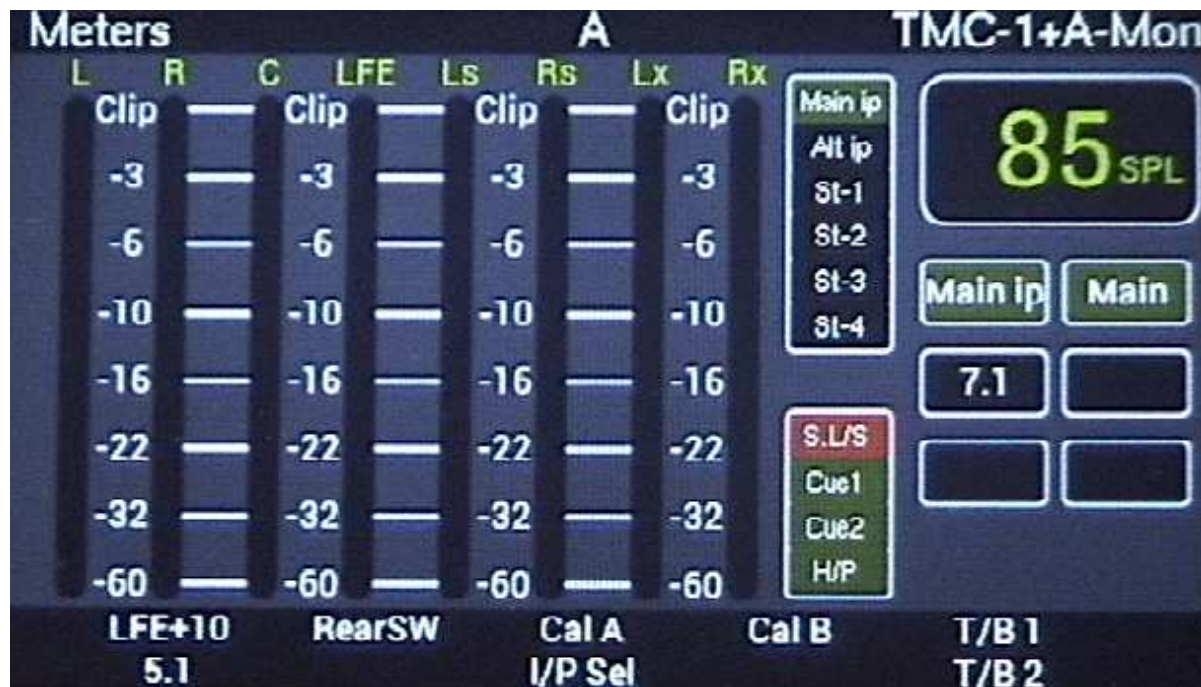 Meters A TMC-1+A-Mon
L R C LFE Ls Rs Lx Rx
Clip Clip Clip Clip
-3 -3 -3 -3
-6 -6 -6 -6
-10 -10 -10 -10
-16 -16 -16 -16
-22 -22 -22 -22
-32 -32 -32 -32
-60 -60 -60 -60
Main ip
Alt ip
St-1
St-2
St-3
St-4
S.L/S
Cue1
Cue2
H/P
85 SPL
Main ip Main
7.1
LFE+10 RearSW Cal A Cal B T/B 1
5.1 I/P Sel T/B 2